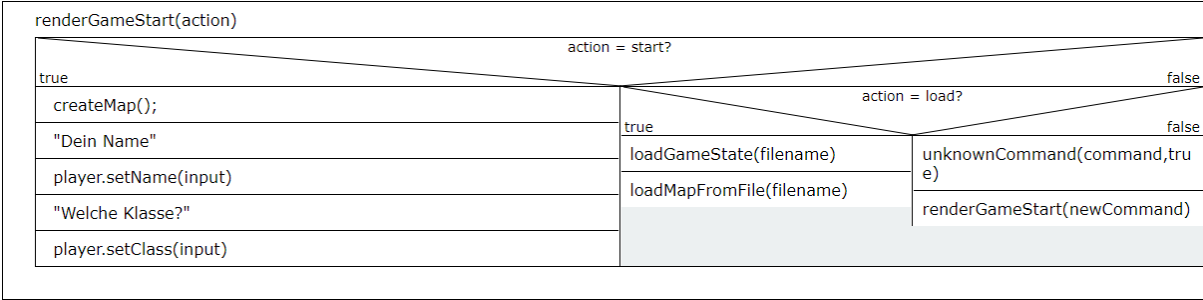 renderGameStart(action)
action = start?
true
false
createMap();
"Dein Name"
player.setName(input)
"Welche Klasse?"
player.setClass(input)
action = load?
true
false
loadGameState(filename)
loadMapFromFile(filename)
unknownCommand(command,tru
e)
renderGameStart(newCommand)